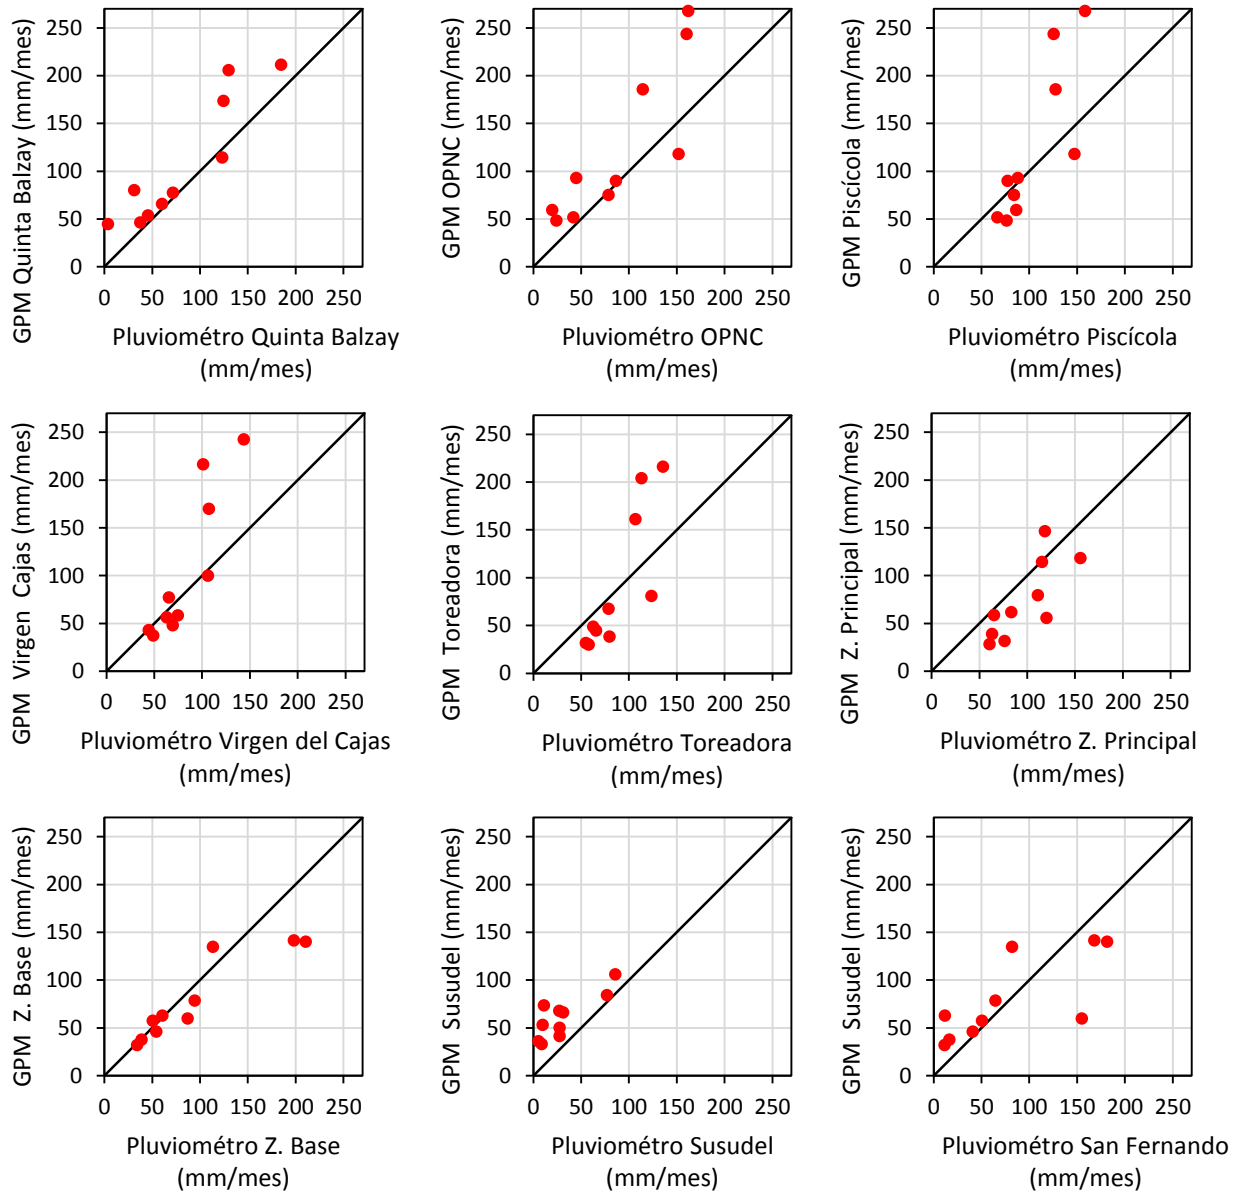 GPM Quinta Balzay (mm/mes)
250
200
150
100
50
0
0 50 100 150 200 250
Pluviométro Quinta Balzay
(mm/mes)
GPM OPNC (mm/mes)
250
200
150
100
50
0
0 50 100 150 200 250
Pluviométro OPNC
(mm/mes)
GPM Piscícola (mm/mes)
250
200
150
100
50
0
0 50 100 150 200 250
Pluviométro Piscícola
(mm/mes)
GPM Virgen Cajas (mm/mes)
250
200
150
100
50
0
0 50 100 150 200 250
Pluviométro Virgen del Cajas
(mm/mes)
GPM Toreadora (mm/mes)
250
200
150
100
50
0
0 50 100 150 200 250
Pluviométro Toreadora
(mm/mes)
GPM Z. Principal (mm/mes)
250
200
150
100
50
0
0 50 100 150 200 250
Pluviométro Z. Principal
(mm/mes)
GPM Z. Base (mm/mes)
250
200
150
100
50
0
0 50 100 150 200 250
Pluviométro Z. Base
(mm/mes)
GPM Susudel (mm/mes)
250
200
150
100
50
0
0 50 100 150 200 250
Pluviométro Susudel
(mm/mes)
GPM Susudel (mm/mes)
250
200
150
100
50
0
0 50 100 150 200 250
Pluviométro San Fernando
(mm/mes)